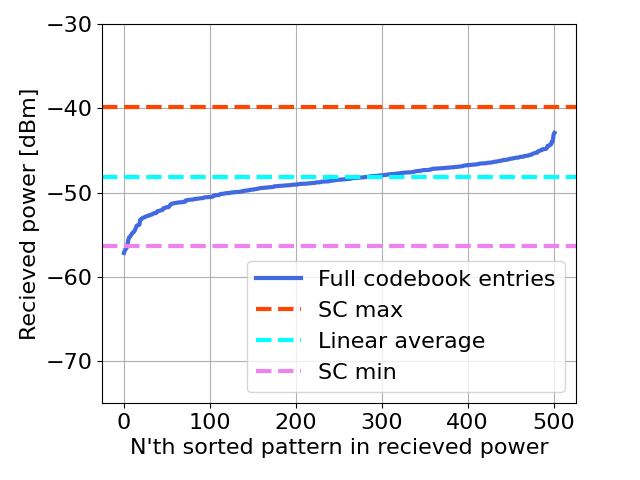 −30
−40
−50
−60
−70
Recieved power [dBm]
Full codebook entries
SC max
Linear average
SC min
0 100 200 300 400 500
N'th sorted pattern in recieved power